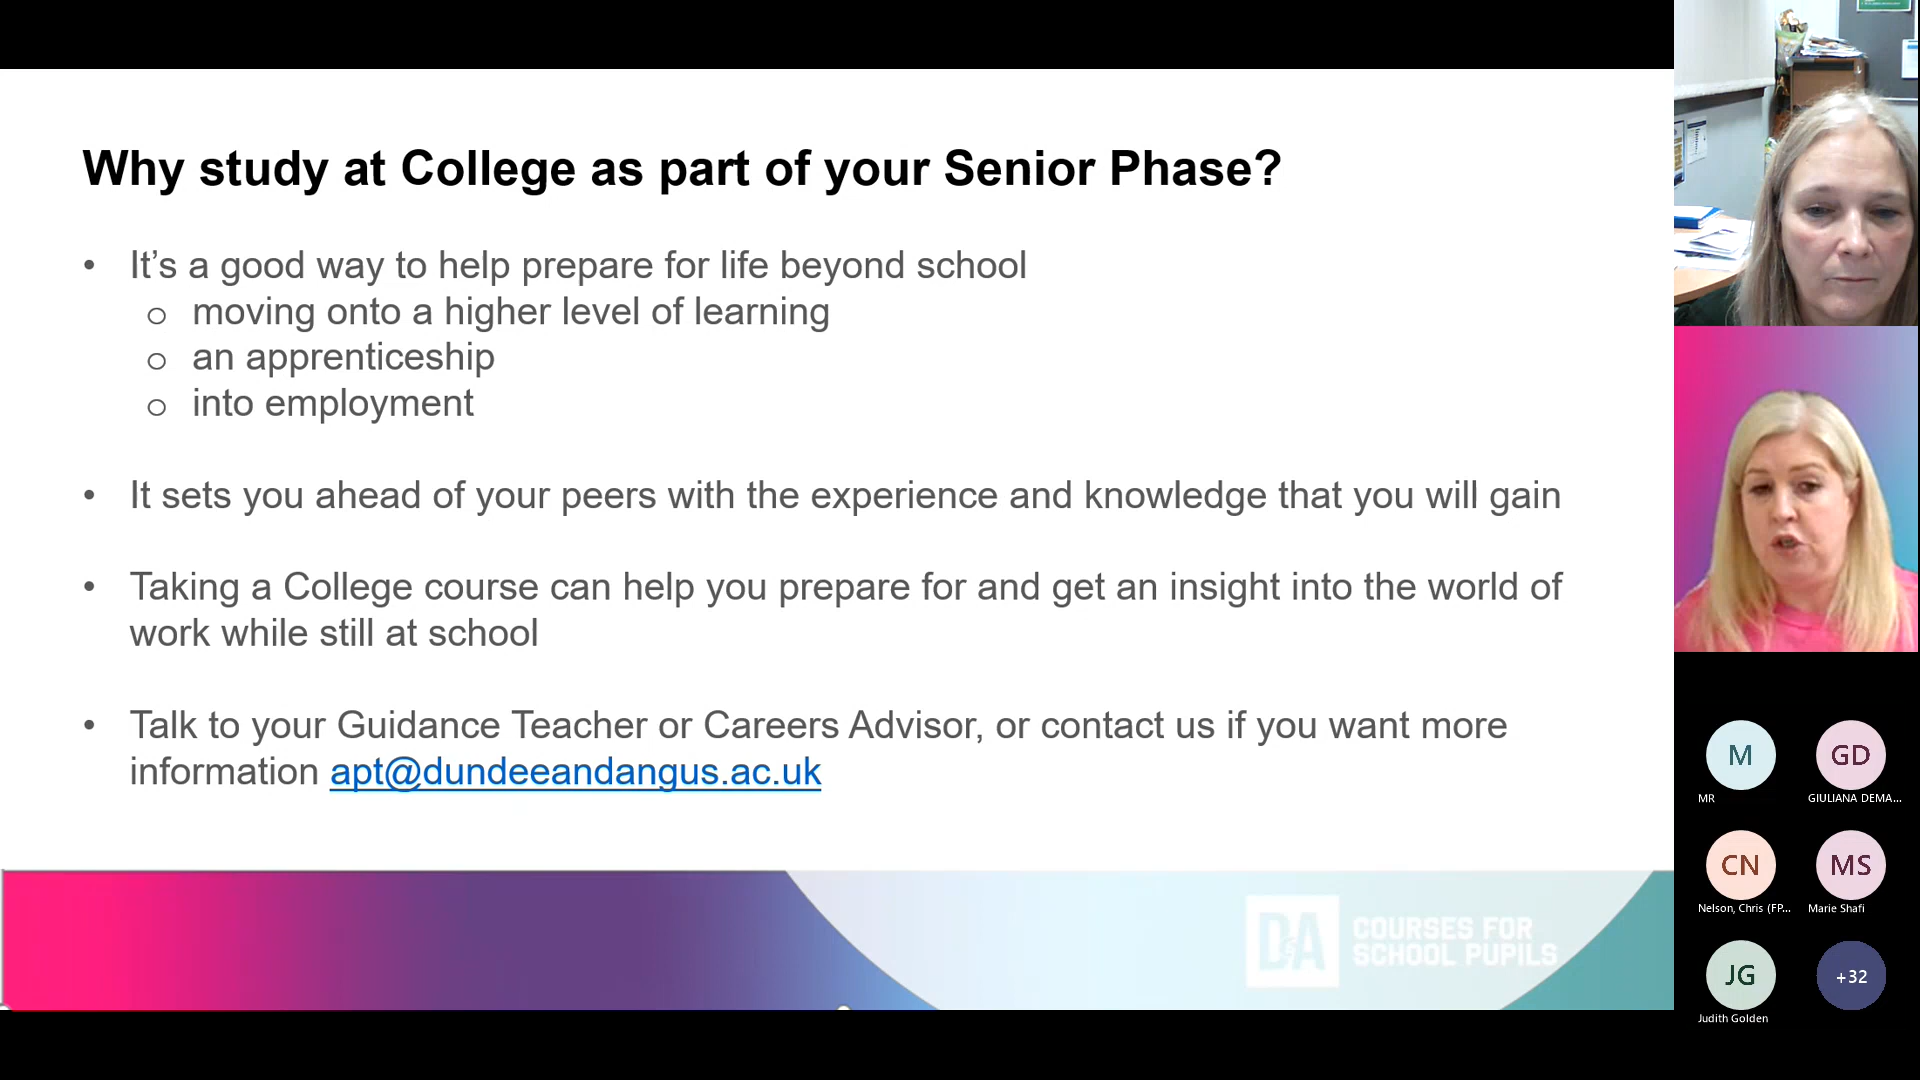 Why study at College as part of your Senior Phase?
• It’s a good way to help prepare for life beyond school
o moving onto a higher level of learning
o an apprenticeship
o into employment
• It sets you ahead of your peers with the experience and knowledge that you will gain
• Taking a College course can help you prepare for and get an insight into the world of
work while still at school
• Talk to your Guidance Teacher or Careers Advisor, or contact us if you want more
information apt@dundeeandangus.ac.uk
D&A
COURSES FOR
SCHOOL PUPILS
M
MR
GD
GIULIANA DEMA...
CN
Nelson, Chris (FP...
MS
Marie Shafi
JG
Judith Golden
+32